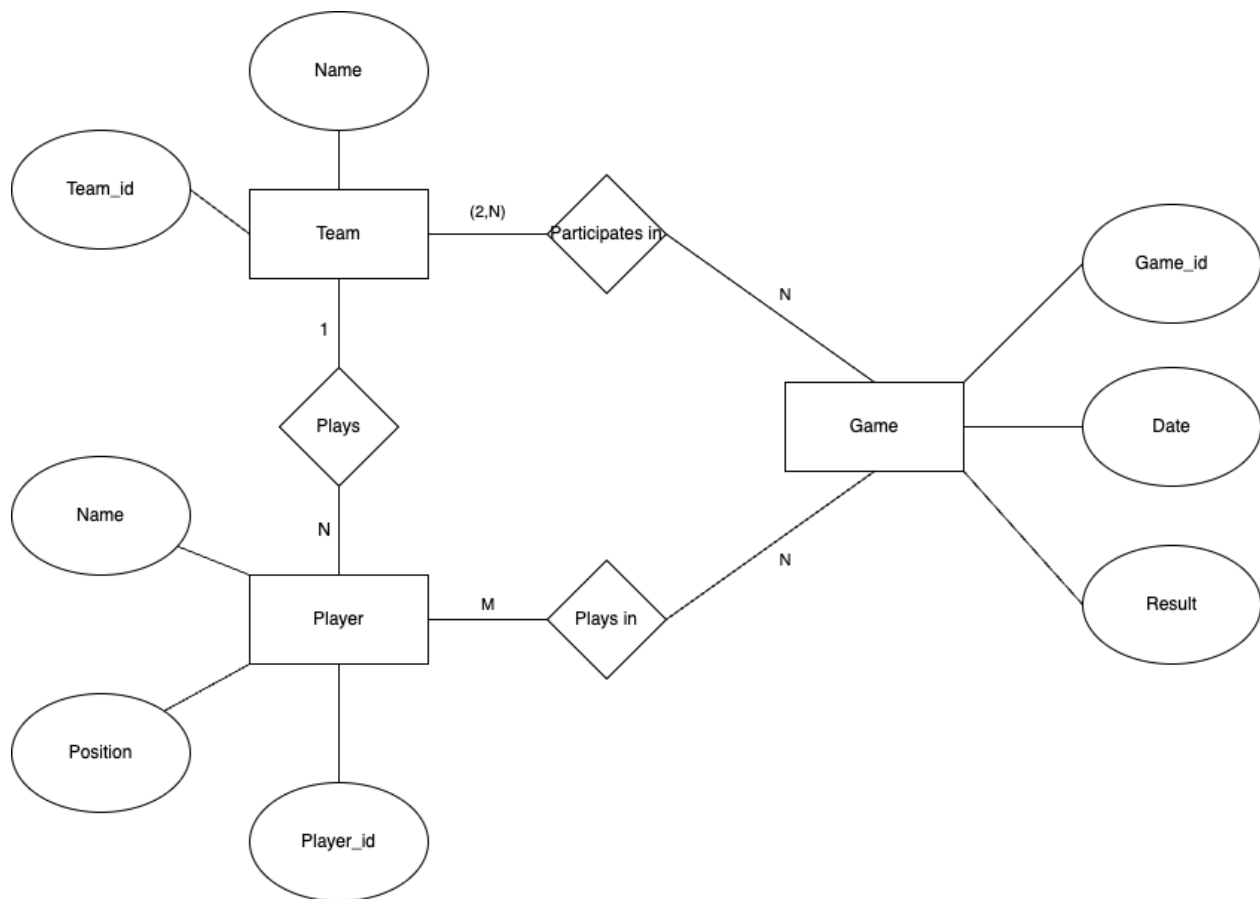 Name
Team_id
Team
(2,N)
Participates in
Game_id
N
1
Plays
Game
Date
Name
N
N
Player
M
Plays in
Result
Position
Player_id